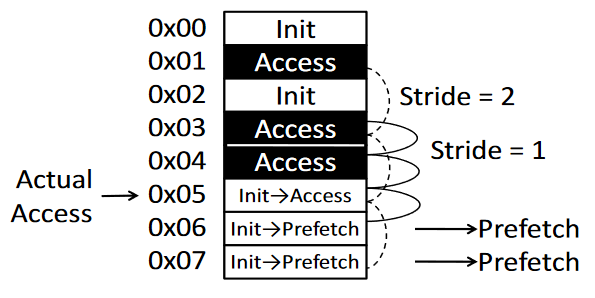 0x00 Init
0x01 Access
0x02 Init
Stride = 2
0x03 Access
0x04 Access
Stride = 1
Actual
Access
0x05 Init→Access
0x06 Init→Prefetch
→Prefetch
0x07 Init→Prefetch
→Prefetch